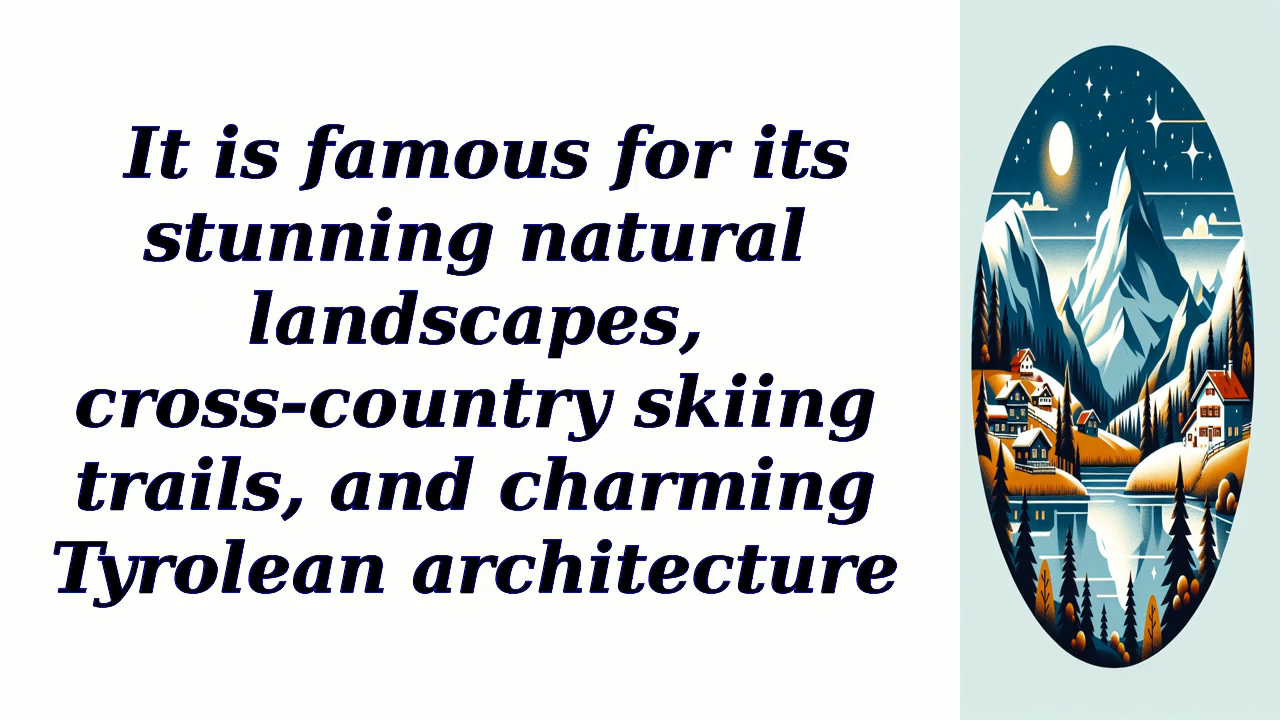 It is famous for its
stunning natural
landscapes,
cross-country skiing
trails, and charming
Tyrolean architecture